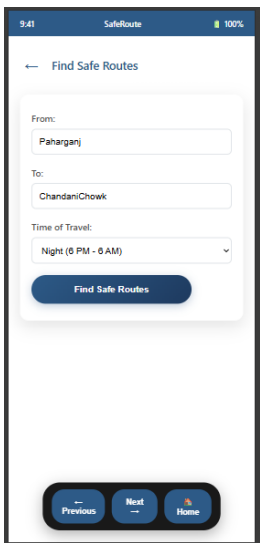 9:41 SafeRoute 100%
← Find Safe Routes
From:
Paharganj
To:
ChandaniChowk
Time of Travel:
Night (6 PM - 6 AM)
Find Safe Routes
← Previous
Next →
Home